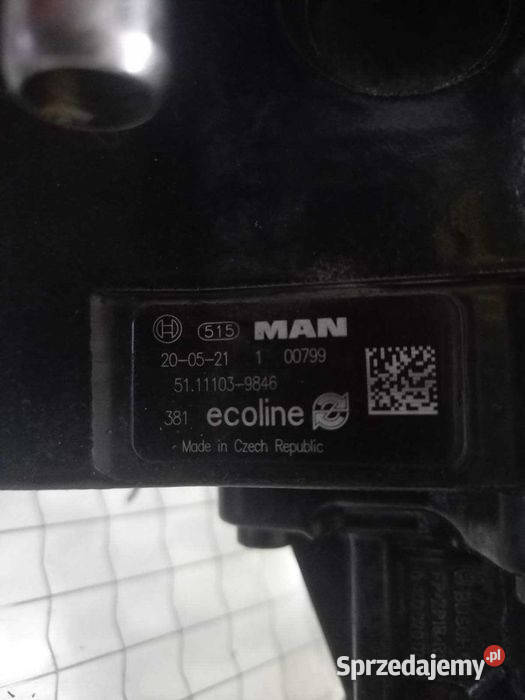 515 MAN
20-05-21 1 00799
51.11103-9846
381 ecoline
Made in Czech Republic
Sprzedajemy.pl